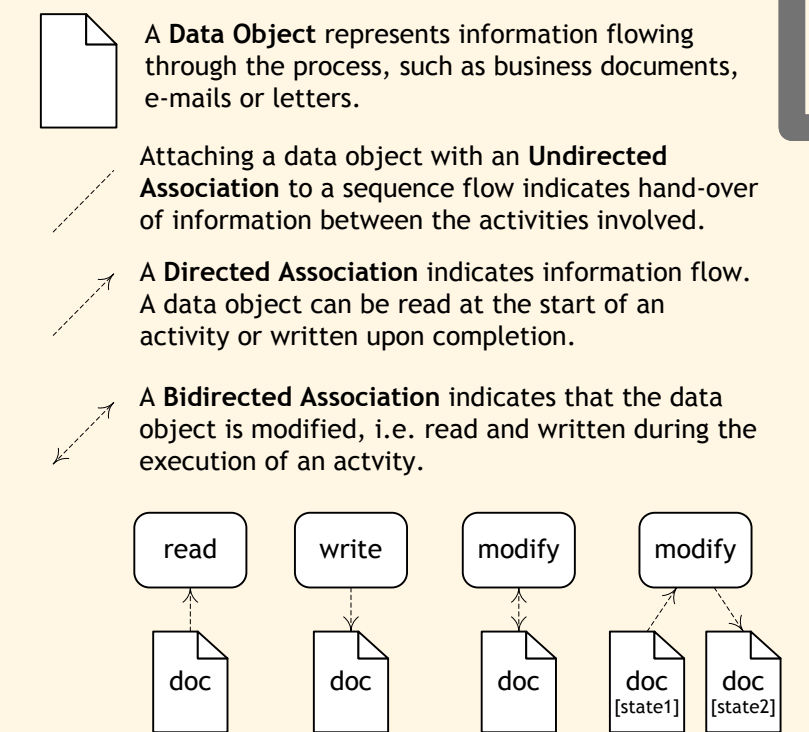 A Data Object represents information flowing
through the process, such as business documents,
e-mails or letters.
Attaching a data object with an Undirected
Association to a sequence flow indicates hand-over
of information between the activities involved.
A Directed Association indicates information flow.
A data object can be read at the start of an
activity or written upon completion.
A Bidirected Association indicates that the data
object is modified, i.e. read and written during the
execution of an actvity.
read
write
modify
modify
doc
doc
doc
doc
[state1]
doc
[state2]